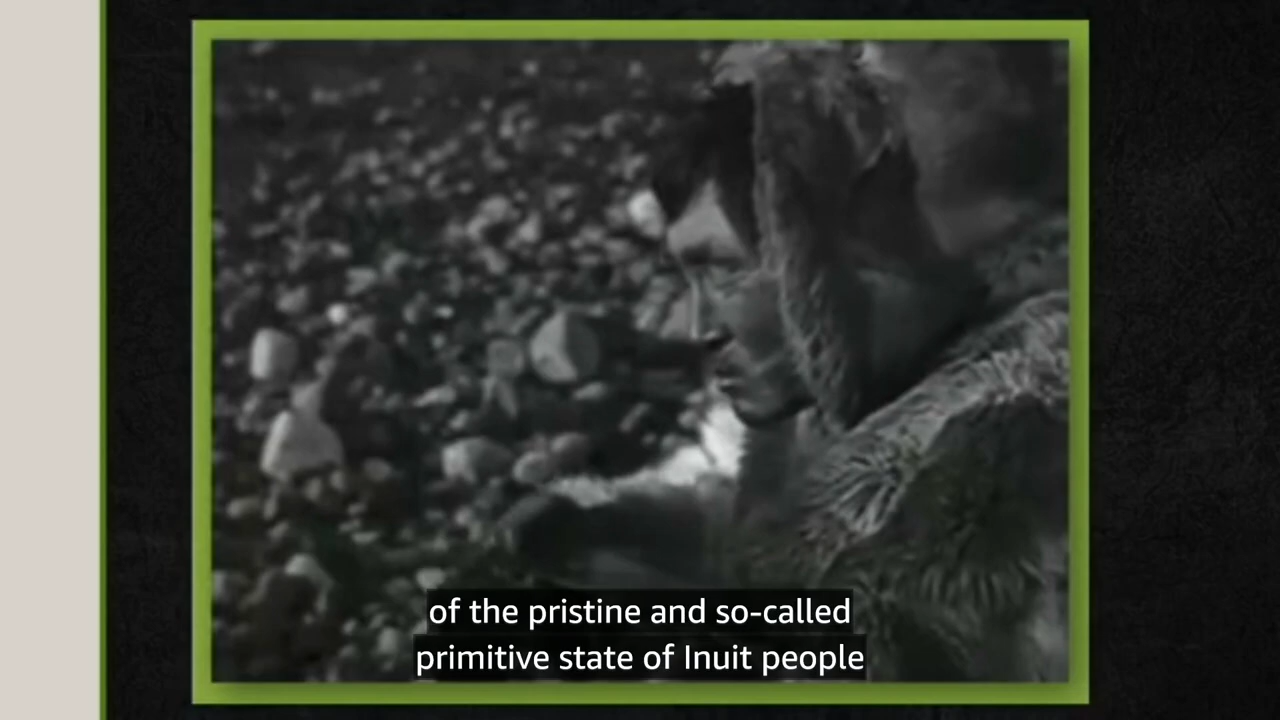 of the pristine and so-called
primitive state of Inuit people